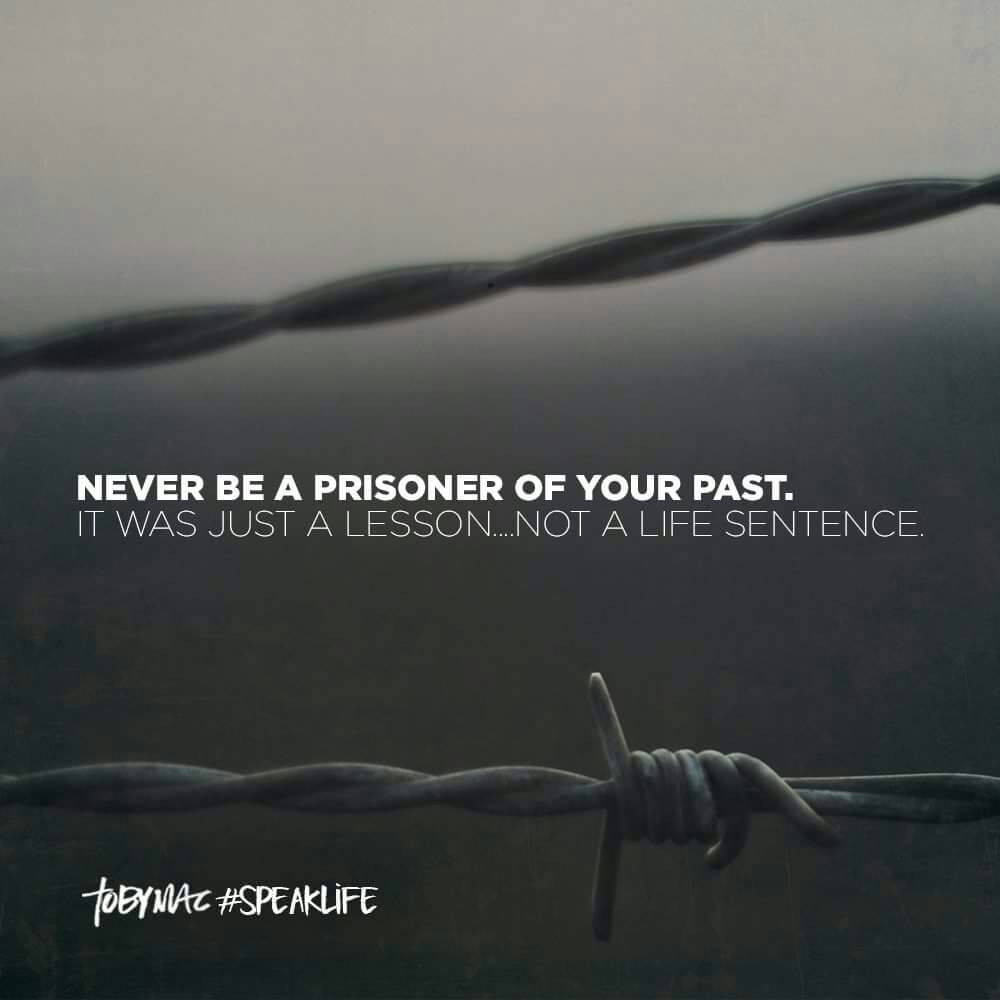 NEVER BE A PRISONER OF YOUR PAST.
IT WAS JUST A LESSON....NOT A LIFE SENTENCE.
TOBYMAC #SPEAKLIFE